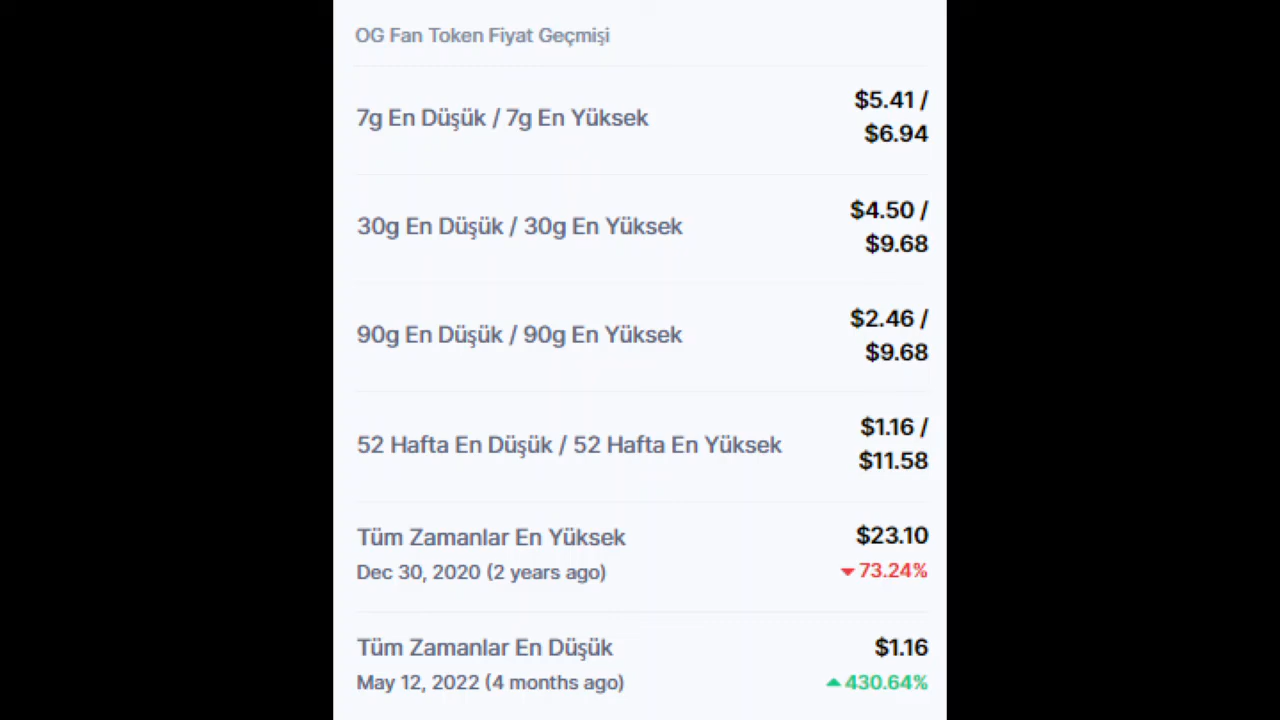 OG Fan Token Fiyat Geçmişi
7g En Düşük / 7g En Yüksek
$5.41 /
$6.94
30g En Düşük / 30g En Yüksek
$4.50 /
$9.68
90g En Düşük / 90g En Yüksek
$2.46 /
$9.68
52 Hafta En Düşük / 52 Hafta En Yüksek
$1.16 /
$11.58
Tüm Zamanlar En Yüksek
$23.10
Dec 30, 2020 (2 years ago)
73.24%
Tüm Zamanlar En Düşük
$1.16
May 12, 2022 (4 months ago)
430.64%